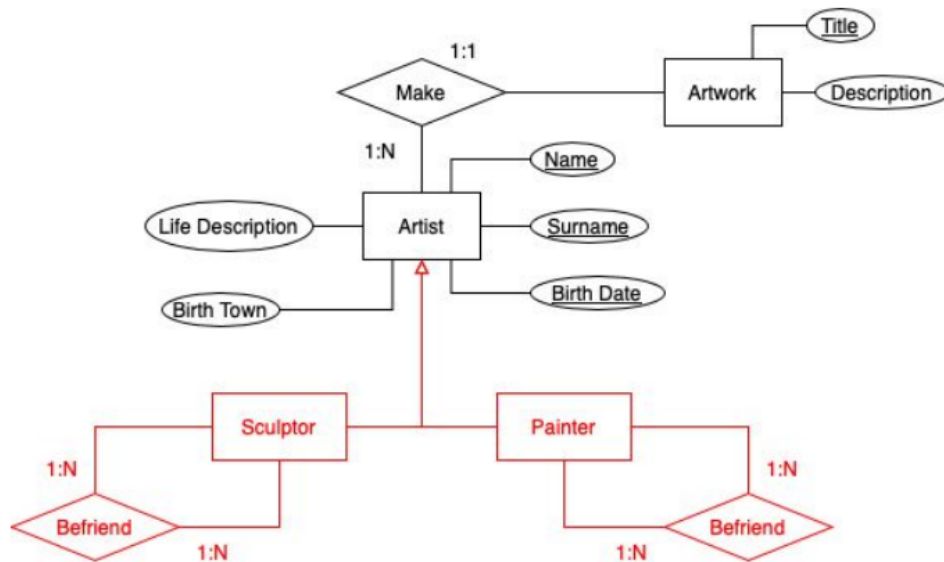 Title
1:1
Make
Artwork
Description
1:N
Name
Life Description
Artist
Surname
Birth Town
Birth Date
Sculptor
Painter
1:N
1:N
Befriend
Befriend
1:N
1:N